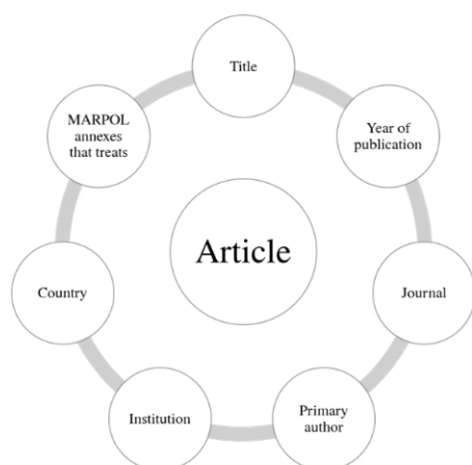 Title
Year of
publication
Journal
Primary
author
Institution
Country
MARPOL
annexes
that treats
Article